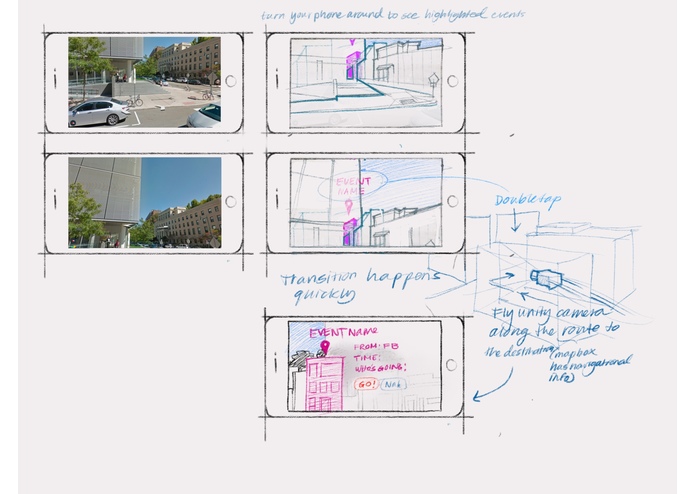 turn your phone around to see highlighted events
EVENT
NAME
Double tap
Transition happens
quickly
Fly unity camera
along the route to
the destination (mapbox
has navigational
info)
EVENT Name
FROM: FB
TIME:
WHO'S GOING:
GO!